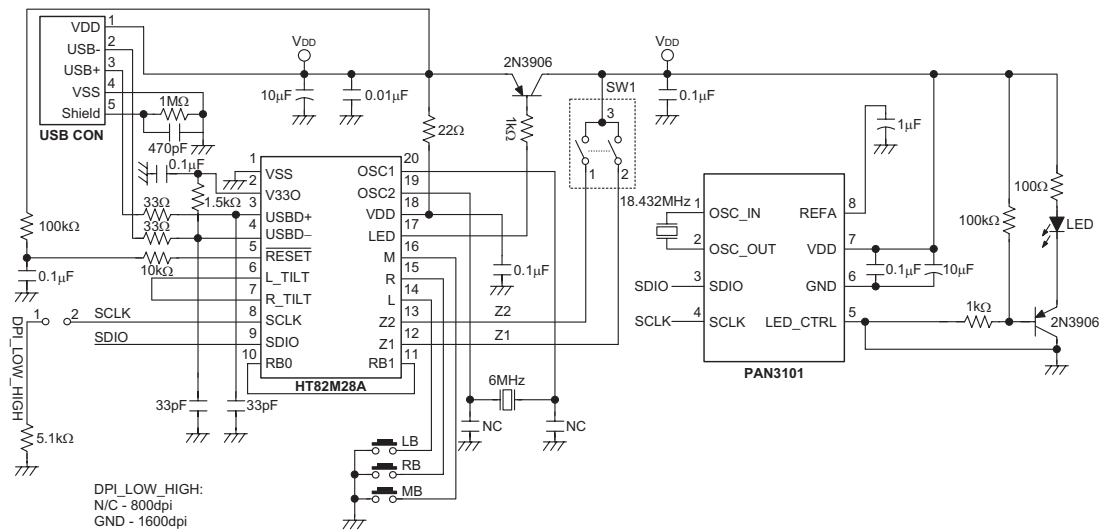 VDD
USB-
USB+
VSS
Shield
1
2
3
4
5
USB CON
1MΩ
470pF
0.1μF
VDD
10μF
0.01μF
22Ω
2N3906
1kΩ
SW1
3
1
2
VDD
0.1μF
1μF
100Ω
LED
100kΩ
1.5kΩ
33Ω
33Ω
100kΩ
10kΩ
0.1μF
1
2
3
4
5
6
7
8
9
10
VSS
V33O
USBD+
USBD–
RESET
L_TILT
R_TILT
SCLK
SDIO
RB0
20
19
18
17
16
15
14
13
12
11
OSC1
OSC2
VDD
LED
M
R
L
Z2
Z1
RB1
HT82M28A
0.1μF
Z2
Z1
1
2
SCLK
SDIO
DPI_LOW_HIGH
5.1kΩ
33pF
33pF
6MHz
NC
NC
LB
RB
MB
18.432MHz
1
2
SDIO
3
SCLK
4
OSC_IN
OSC_OUT
SDIO
SCLK
REFA
VDD
GND
LED_CTRL
8
7
6
5
PAN3101
0.1μF
10μF
1kΩ
2N3906
DPI_LOW_HIGH:
N/C - 800dpi
GND - 1600dpi